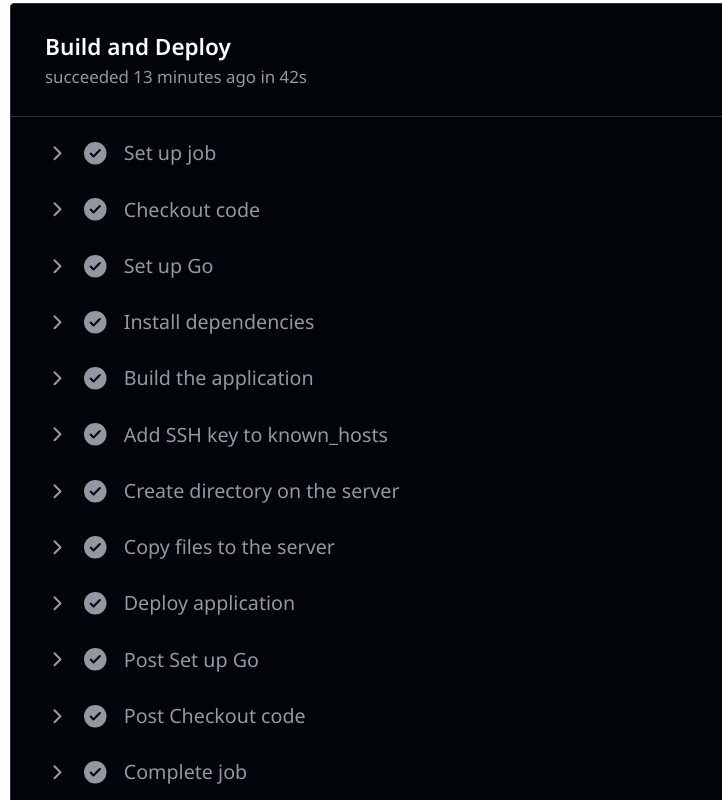 Build and Deploy
succeeded 13 minutes ago in 42s
Set up job
Checkout code
Set up Go
Install dependencies
Build the application
Add SSH key to known_hosts
Create directory on the server
Copy files to the server
Deploy application
Post Set up Go
Post Checkout code
Complete job